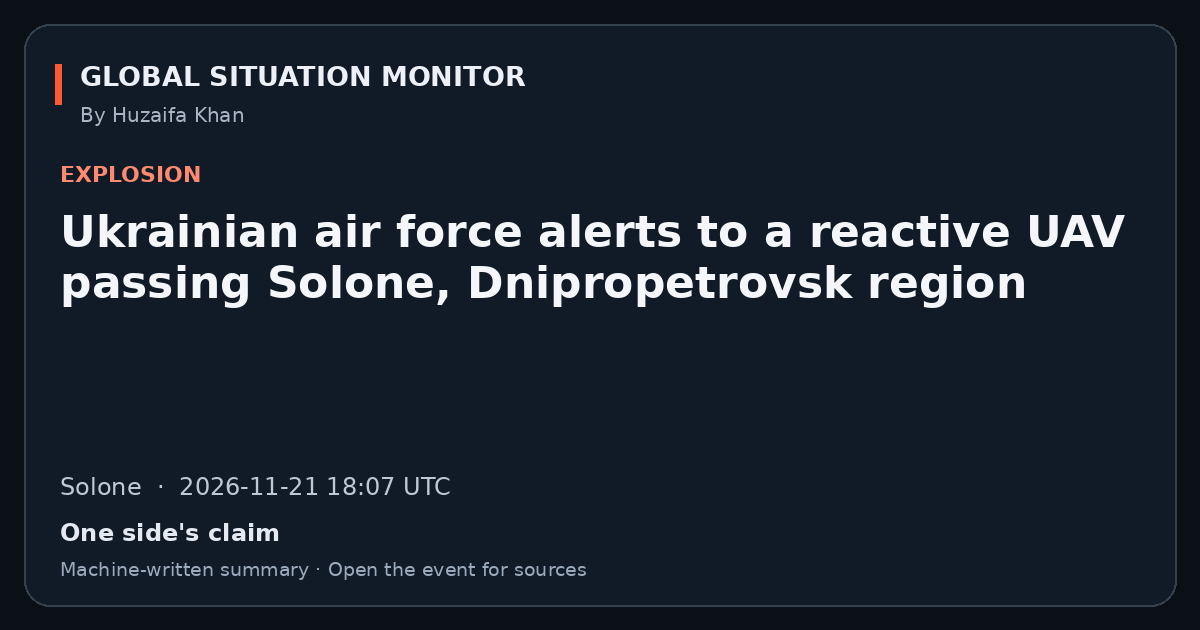 GLOBAL SITUATION MONITOR
By Huzaifa Khan
EXPLOSION
Ukrainian air force alerts to a reactive UAV
passing Solone, Dnipropetrovsk region
Solone · 2026-11-21 18:07 UTC
One side's claim
Machine-written summary · Open the event for sources